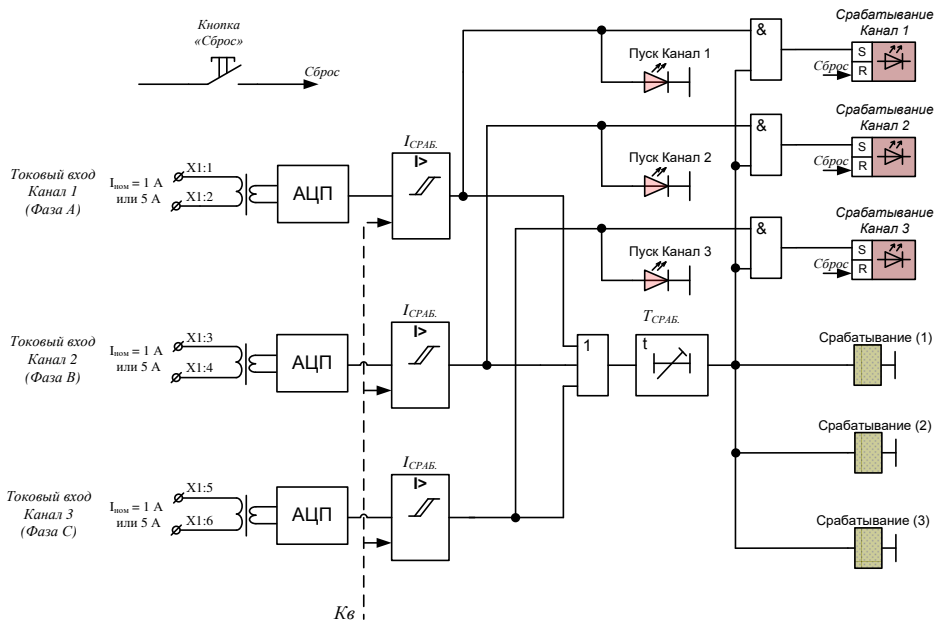 Кнопка
«Сброс»
Сброс
Пуск Канал 1
&
Срабатывание
Канал 1
S
R
Сброс
Пуск Канал 2
&
Срабатывание
Канал 2
S
R
Сброс
Пуск Канал 3
&
Срабатывание
Канал 3
S
R
Сброс
Токовый вход
Канал 1
(Фаза A)
Iном = 1 А
или 5 А
X1:1
X1:2
АЦП
IСРАБ.
I>
Токовый вход
Канал 2
(Фаза B)
Iном = 1 А
или 5 А
X1:3
X1:4
АЦП
IСРАБ.
I>
1
TСРАБ.
t
Срабатывание (1)
Срабатывание (2)
Срабатывание (3)
Токовый вход
Канал 3
(Фаза C)
Iном = 1 А
или 5 А
X1:5
X1:6
АЦП
IСРАБ.
I>
Кв